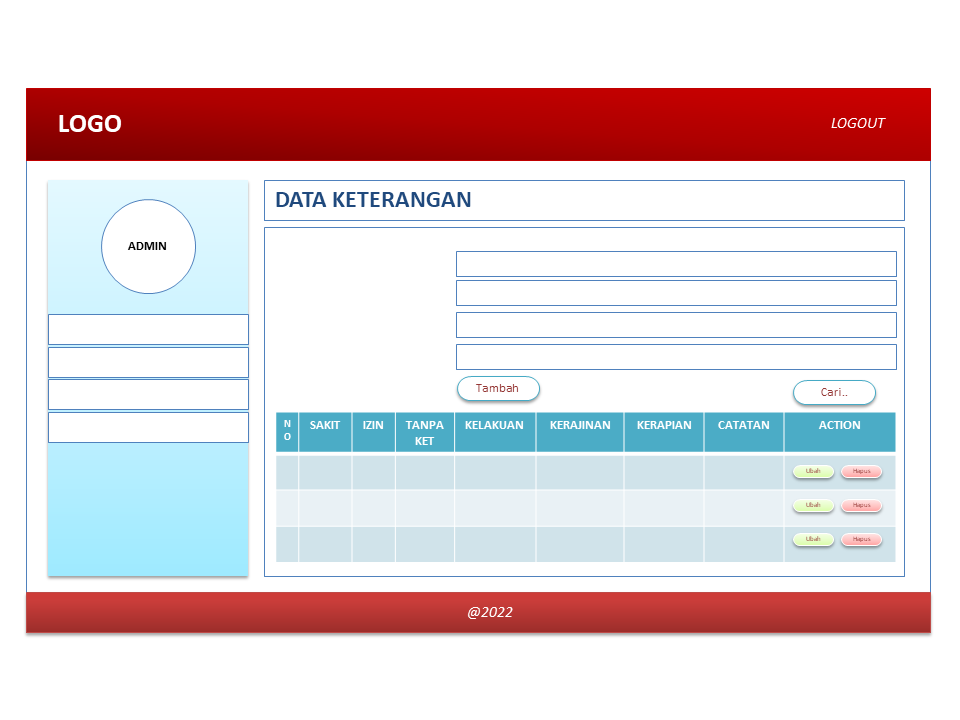 LOGO
LOGOUT
ADMIN
DATA KETERANGAN
Tambah
Cari..
N
O
SAKIT
IZIN
TANPA
KET
KELAKUAN
KERAJINAN
KERAPIAN
CATATAN
ACTION
Ubah
Hapus
Ubah
Hapus
Ubah
Hapus
@2022